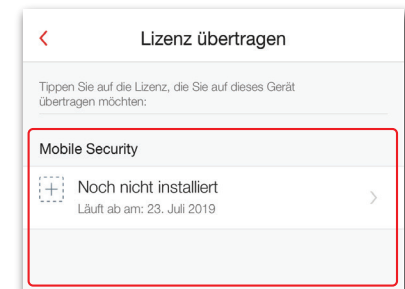 Lizenz übertragen
Tippen Sie auf die Lizenz, die Sie auf dieses Gerät
übertragen möchten:
Mobile Security
Noch nicht installiert
Läuft ab am: 23. Juli 2019